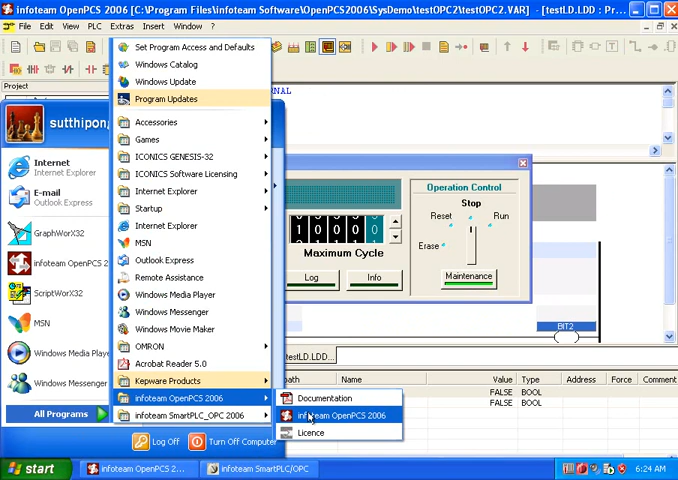 infoteam OpenPCS 2006 [C:\Program Files\infoteam Software\OpenPCS2006\SysDemo\testOPC2\testOPC2.VAR] - [testLD.LDD : Pr
File Edit View PLC Extras Insert Window ?
Project
Set Program Access and Defaults
Windows Catalog
Windows Update
Program Updates
Accessories
Games
ICONICS GENESIS-32
ICONICS Software Licensing
Internet Explorer
Startup
Internet Explorer
MSN
Outlook Express
Remote Assistance
Windows Media Player
Windows Messenger
Windows Movie Maker
OMRON
Acrobat Reader 5.0
Kepware Products
infoteam OpenPCS 2006
infoteam SmartPLC_OPC 2006
sutthipong
Internet
Internet Explorer
E-mail
Outlook Express
GraphWorX32
infoteam OpenPCS 2
ScriptWorX32
MSN
Windows Media Playe
Windows Messenger
All Programs
Log Off
Turn Off Computer
Documentation
infoteam OpenPCS 2006
Licence
NAL
Maximum Cycle
Log
Info
Operation Control
Stop
Reset
Run
Erase
Maintenance
BIT2
testLD.LDD...
path Name Value Type Address Force Comment
FALSE BOOL
FALSE BOOL
start
infoteam OpenPCS 2...
infoteam SmartPLC/OPC
6:24 AM